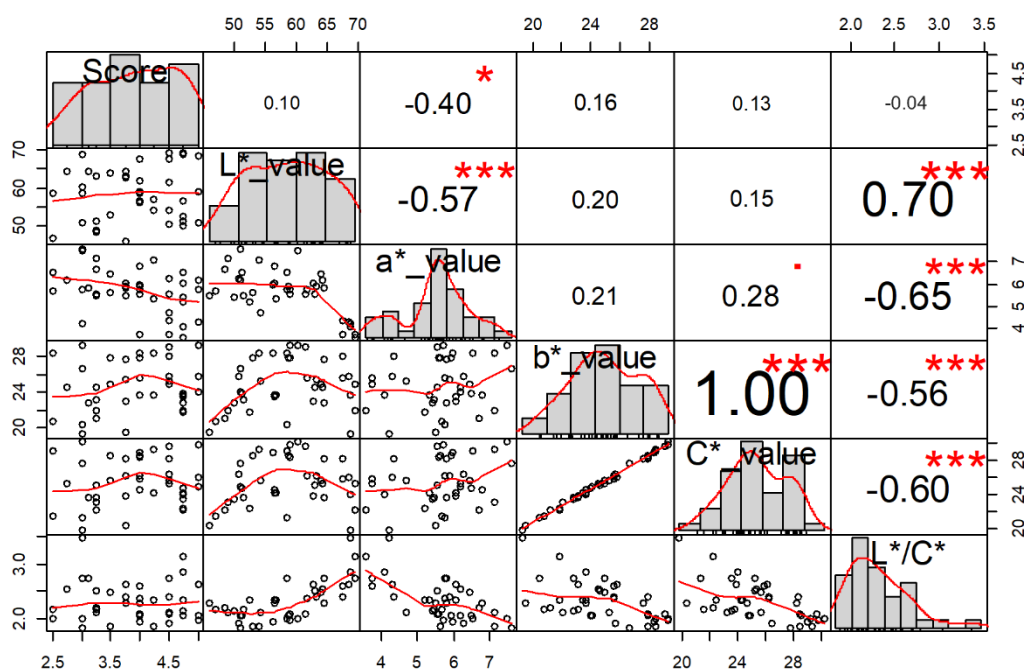 50 55 60 65 70 20 24 28 2.0 2.5 3.0 3.5
Score 0.10 -0.40 * 0.16 0.13 -0.04 2.5 3.5 4.5
50 60 70 L*_value -0.57 *** 0.20 0.15 0.70 ***
a*_value 0.21 0.28 . -0.65 *** 4 5 6 7
20 24 28 b*_value 1.00 *** -0.56 ***
C*_value -0.60 *** 20 24 28
2.0 3.0 L*/C*
2.5 3.5 4.5 4 5 6 7 20 24 28